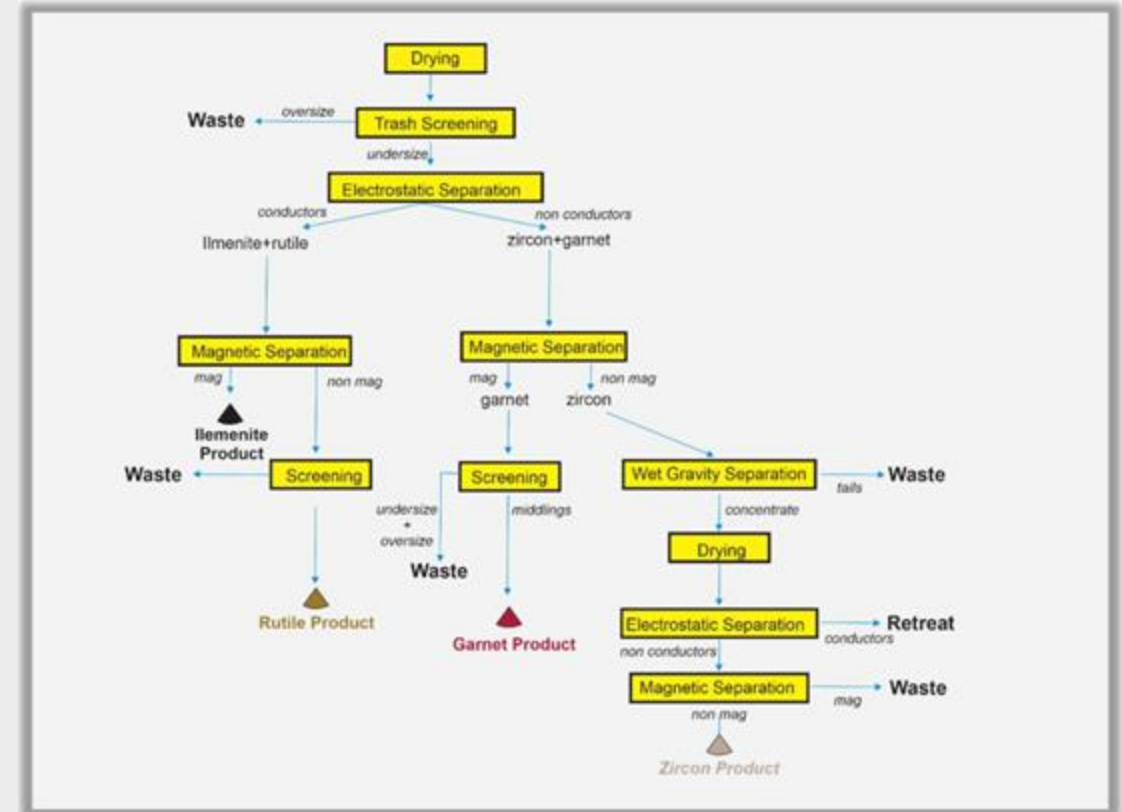 Drying
Waste
oversize
Trash Screening
undersize
Electrostatic Separation
conductors
non conductors
Ilmenite+rutile
zircon+garnet
Magnetic Separation
Magnetic Separation
mag
non mag
mag
non mag
garnet
zircon
Ilemenite
Product
Waste
Screening
Screening
Wet Gravity Separation
Waste
tails
undersize
+
oversize
middlings
concentrate
Waste
Drying
Rutile Product
Garnet Product
Electrostatic Separation
Retreat
conductors
non conductors
Magnetic Separation
Waste
mag
non mag
Zircon Product